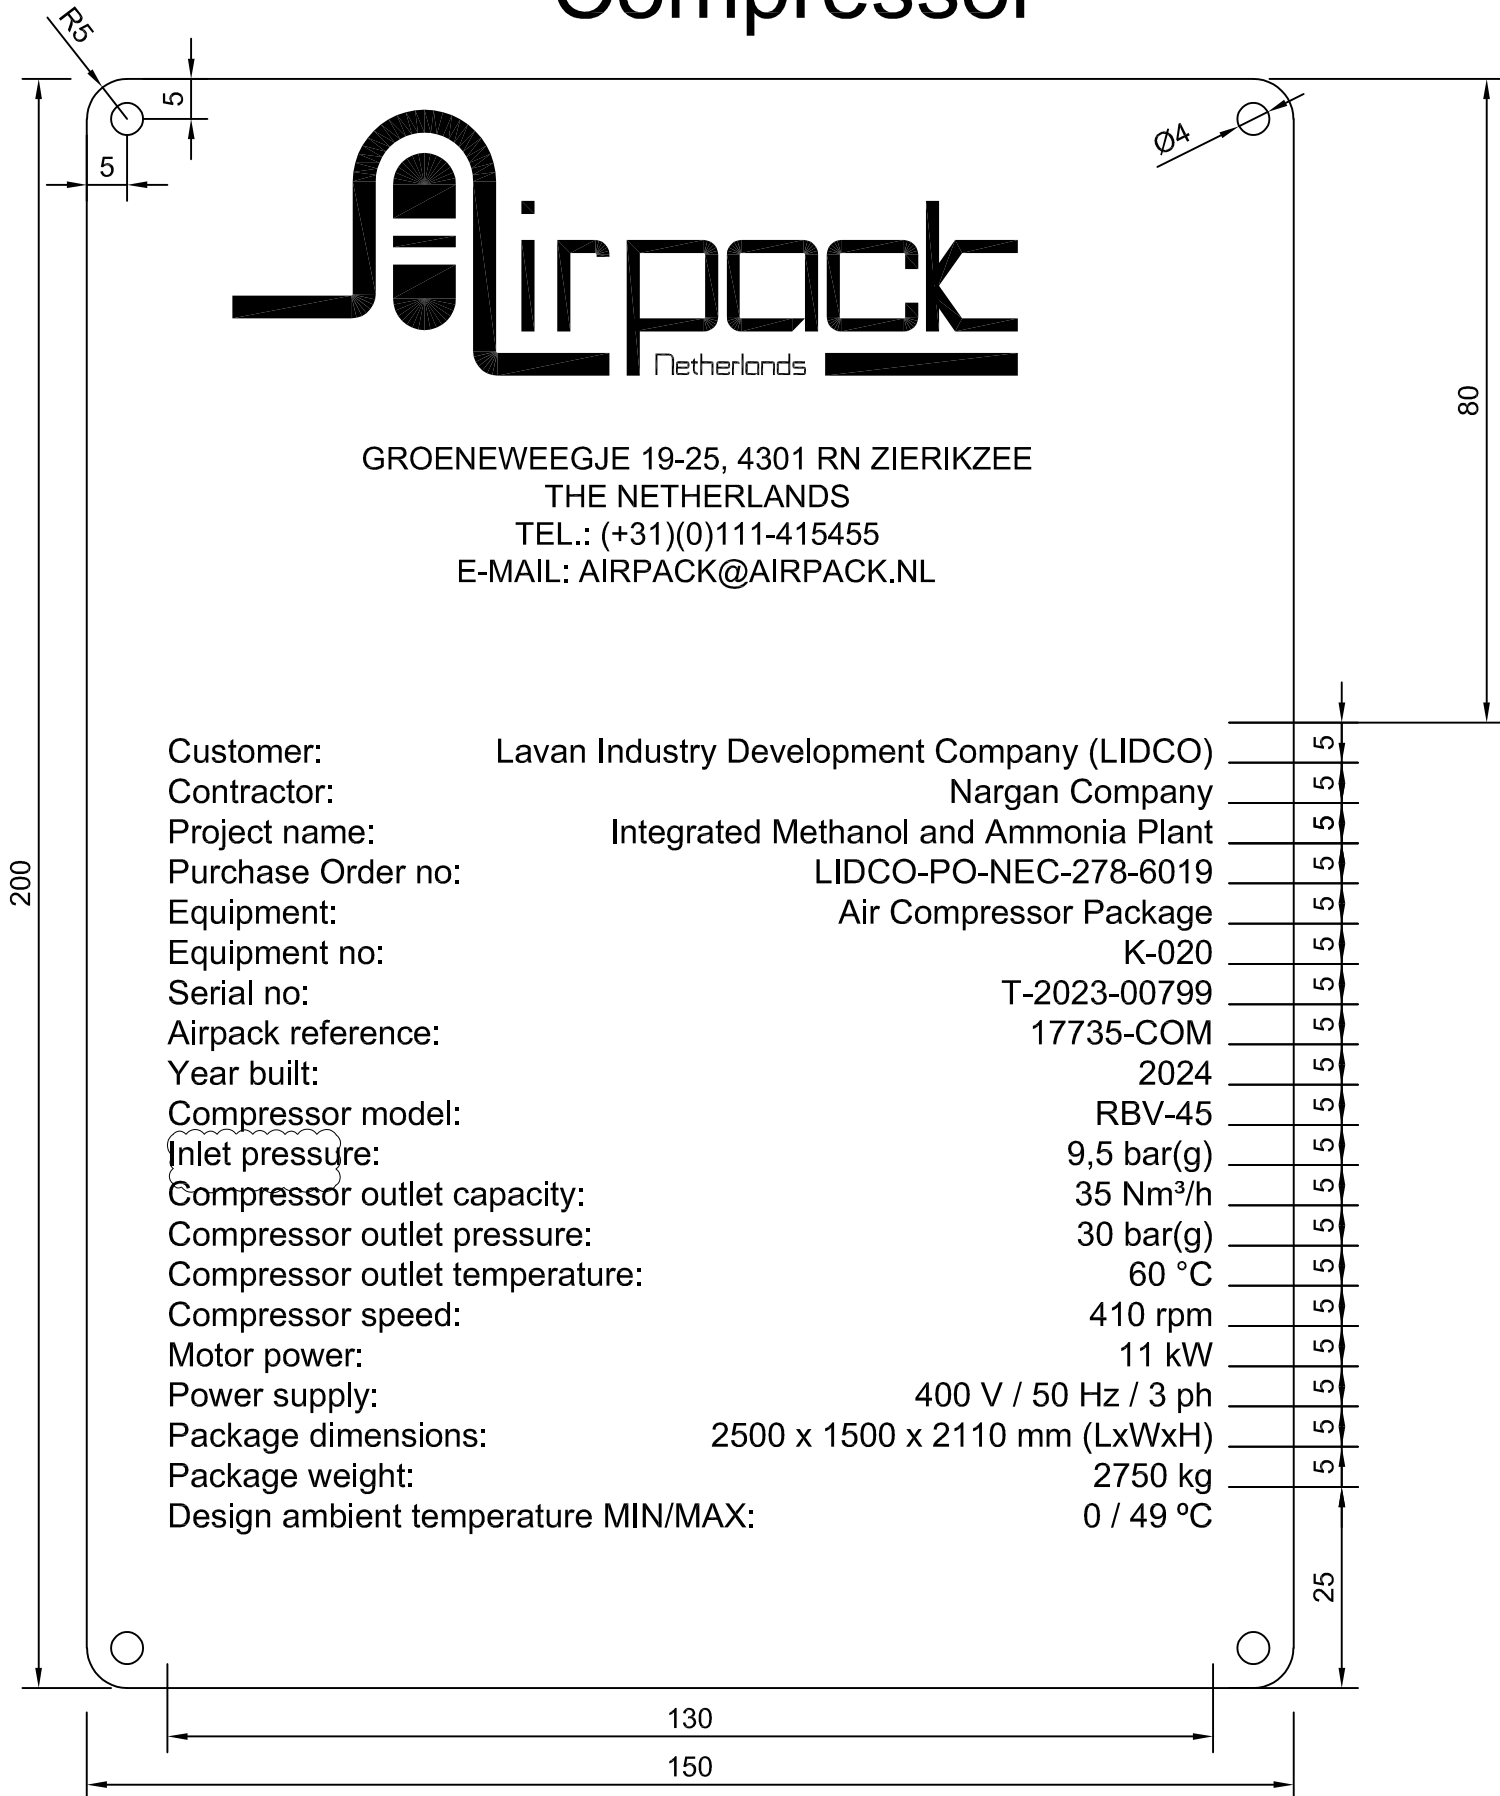 Compressor
R5
5
5
Ø4
Airpack
Netherlands
80
GROENEWEEGJE 19-25, 4301 RN ZIERIKZEE
THE NETHERLANDS
TEL.: (+31)(0)111-415455
E-MAIL: AIRPACK@AIRPACK.NL
Customer: Lavan Industry Development Company (LIDCO) 5
Contractor: Nargan Company 5
Project name: Integrated Methanol and Ammonia Plant 5
Purchase Order no: LIDCO-PO-NEC-278-6019 5
200
Equipment: Air Compressor Package 5
Equipment no: K-020 5
Serial no: T-2023-00799 5
Airpack reference: 17735-COM 5
Year built: 2024 5
Compressor model: RBV-45 5
Inlet pressure: 9,5 bar(g) 5
Compressor outlet capacity: 35 Nm³/h 5
Compressor outlet pressure: 30 bar(g) 5
Compressor outlet temperature: 60 °C 5
Compressor speed: 410 rpm 5
Motor power: 11 kW 5
Power supply: 400 V / 50 Hz / 3 ph 5
Package dimensions: 2500 x 1500 x 2110 mm (LxWxH) 5
Package weight: 2750 kg 5
Design ambient temperature MIN/MAX: 0 / 49 ºC
25
130
150